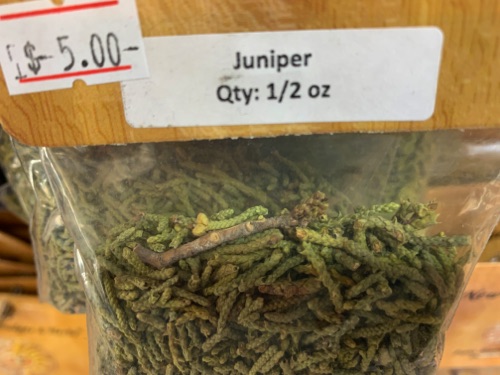 $ 5.00-
Juniper
Qty: 1/2 oz